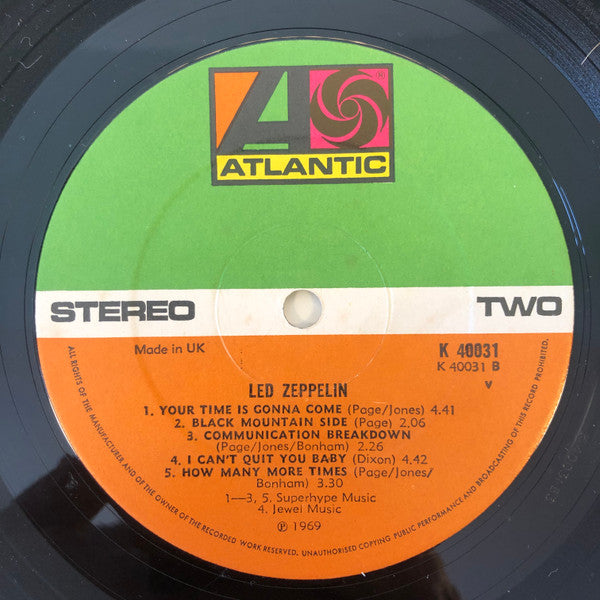 ATLANTIC
®
STEREO
TWO
Made in UK
K 40031
K 40031 B
V
LED ZEPPELIN
1. YOUR TIME IS GONNA COME (Page/Jones) 4.41
2. BLACK MOUNTAIN SIDE (Page) 2.06
3. COMMUNICATION BREAKDOWN
(Page/Jones/Bonham) 2.26
4. I CAN'T QUIT YOU BABY (Dixon) 4.42
5. HOW MANY MORE TIMES (Page/Jones/
Bonham) 3.30
1—3, 5. Superhype Music
4. Jewel Music
℗ 1969
ALL RIGHTS OF THE MANUFACTURER AND OF THE OWNER OF THE RECORDED WORK RESERVED. UNAUTHORISED COPYING PUBLIC PERFORMANCE AND BROADCASTING OF THIS RECORD PROHIBITED.